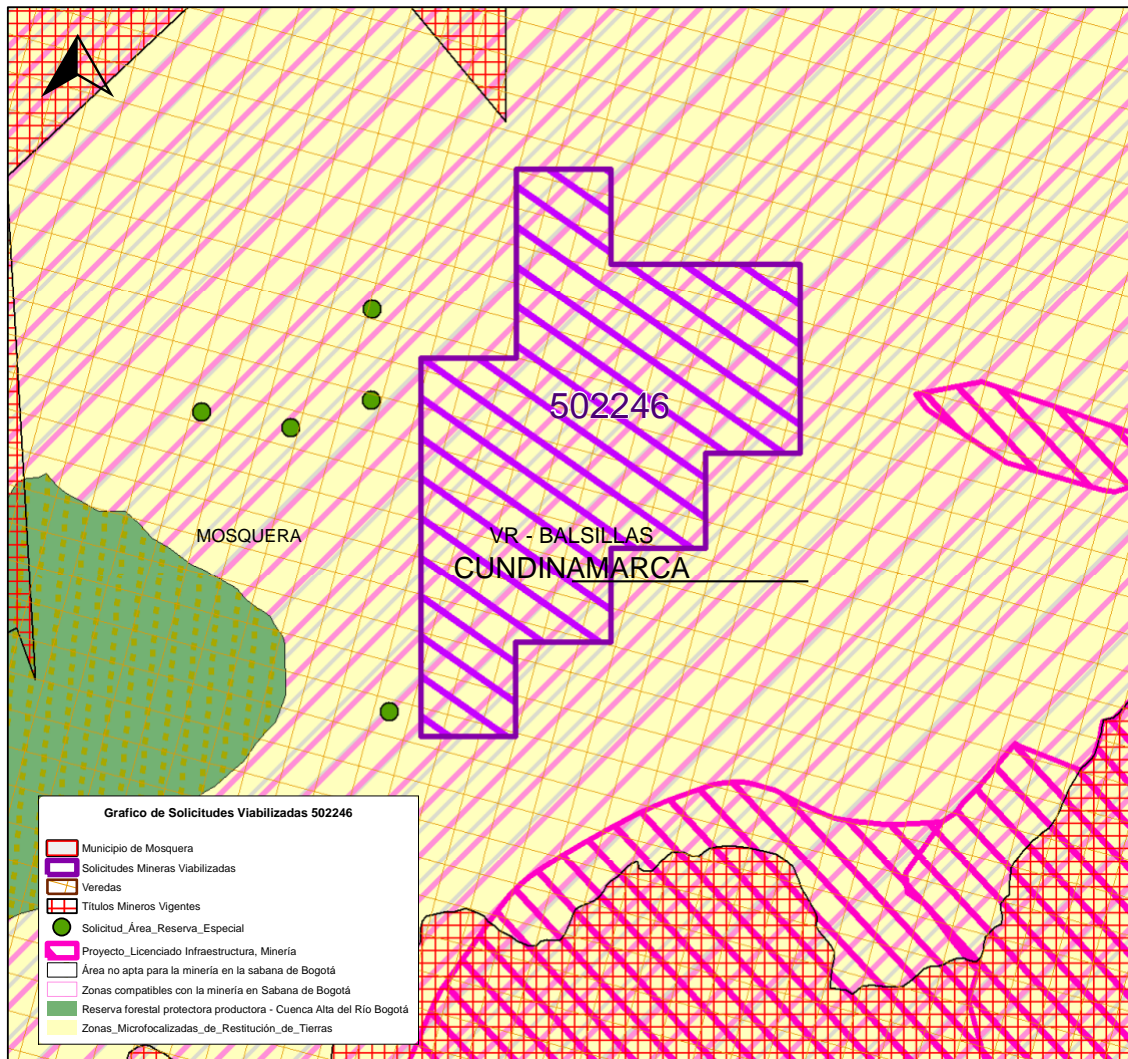 502246
MOSQUERA
VR - BALSILLAS
CUNDINAMARCA
Grafico de Solicitudes Viabilizadas 502246
Municipio de Mosquera
Solicitudes Mineras Viabilizadas
Veredas
Títulos Mineros Vigentes
Solicitud_Área_Reserva_Especial
Proyecto_Licenciado Infraestructura, Minería
Área no apta para la minería en la sabana de Bogotá
Zonas compatibles con la minería en Sabana de Bogotá
Reserva forestal protectora productora - Cuenca Alta del Río Bogotá
Zonas_Microfocalizadas_de_Restitución_de_Tierras